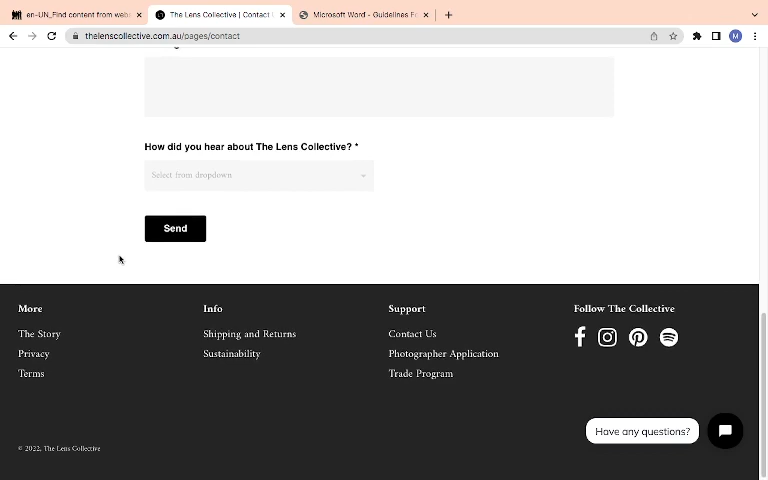 en-UN_Find content from webs
The Lens Collective | Contact U
Microsoft Word - Guidelines Fo
thelenscollective.com.au/pages/contact
M
How did you hear about The Lens Collective? *
Select from dropdown
Send
More
The Story
Privacy
Terms
Info
Shipping and Returns
Sustainability
Support
Contact Us
Photographer Application
Trade Program
Follow The Collective
Have any questions?
© 2022, The Lens Collective